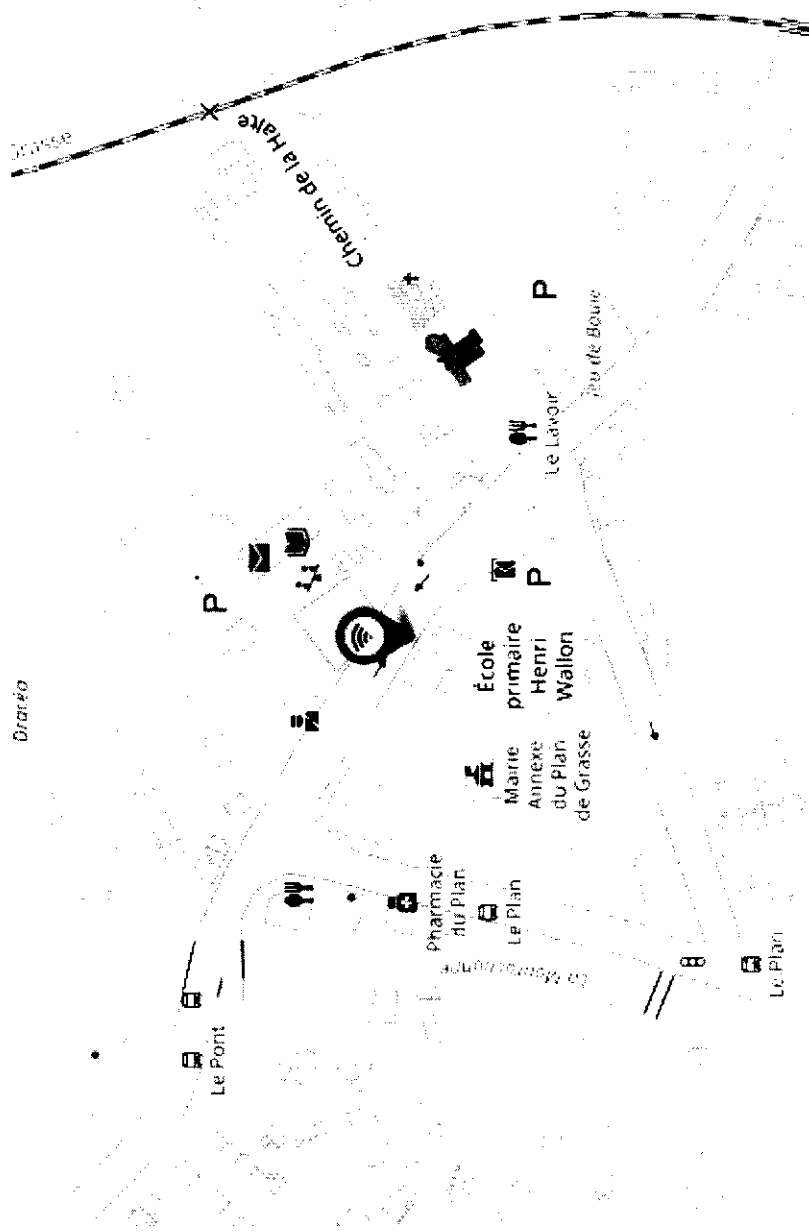 Grasse
Chemin de la Halte
P
Jeu de Boule
Le Lavoir
P
P
École
primaire
Henri
Wallon
Mairie
Annexe
du Plan
de Grasse
Pharmacie
du Plan
Le Plan
Le Plan
Le Pont